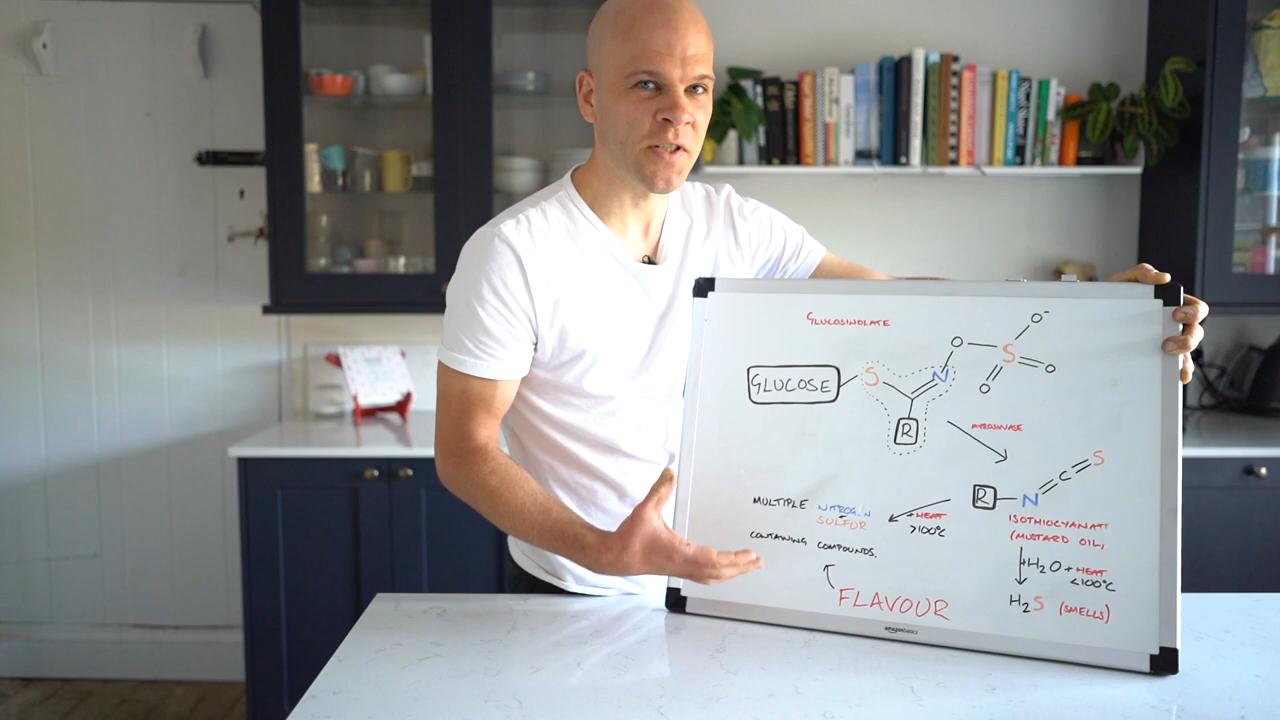 GLUCOSINOLATE
O-
O
S
O
O
GLUCOSE
S
N
R
MYROSINASE
S
C
R
N
MULTIPLE NITROGEN
SULFUR
CONTAINING COMPOUNDS.
+ HEAT
>100°C
ISOTHIOCYANATE
(MUSTARD OIL)
+H2O + HEAT
<100°C
H2S (SMELLS)
FLAVOUR
amazonbasics